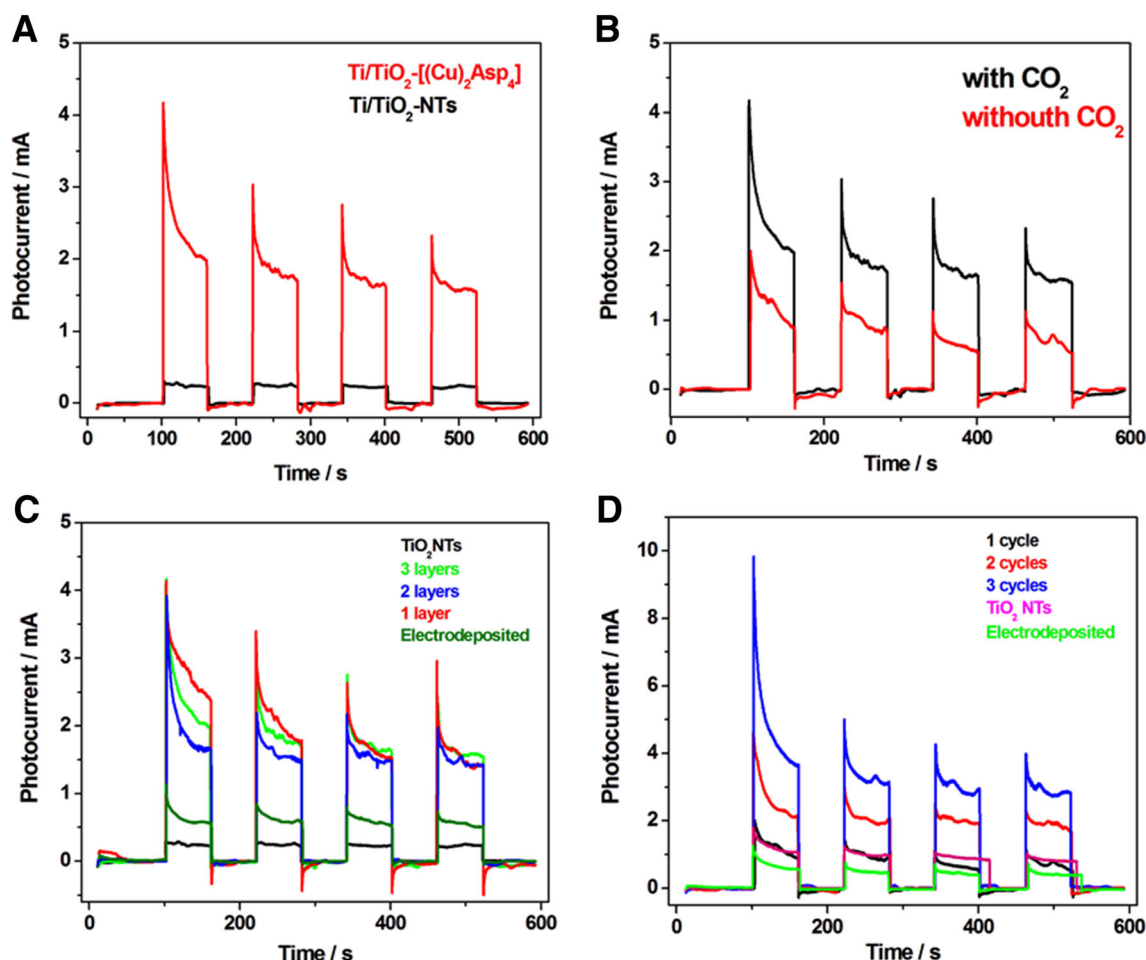 A
5
4
3
2
1
0
Photocurrent / mA
Ti/TiO₂-[(Cu)₂Asp₄]
Ti/TiO₂-NTs
0 100 200 300 400 500 600
Time / s
B
5
4
3
2
1
0
Photocurrent / mA
with CO₂
withouth CO₂
0 200 400 600
Time / s
C
5
4
3
2
1
0
Photocurrent / mA
TiO₂NTs
3 layers
2 layers
1 layer
Electrodeposited
0 200 400 600
Time / s
D
10
8
6
4
2
0
Photocurrent / mA
1 cycle
2 cycles
3 cycles
TiO₂ NTs
Electrodeposited
0 200 400 600
Time / s